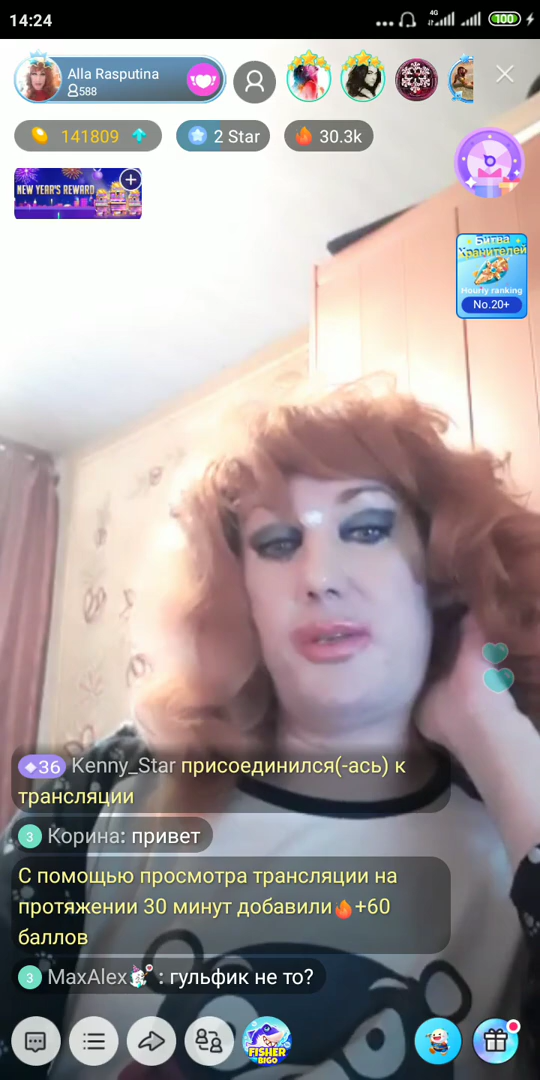 14:24
4G
100
Alla Rasputina
588
141809
2 Star
30.3k
NEW YEAR'S REWARD
Битва
Хранителей
Hourly ranking
No.20+
36 Kenny_Star присоединился(-ась) к
трансляции
3 Корина: привет
С помощью просмотра трансляции на
протяжении 30 минут добавили🔥+60
баллов
3 MaxAlex : гульфик не то?
FISHER
BIGO